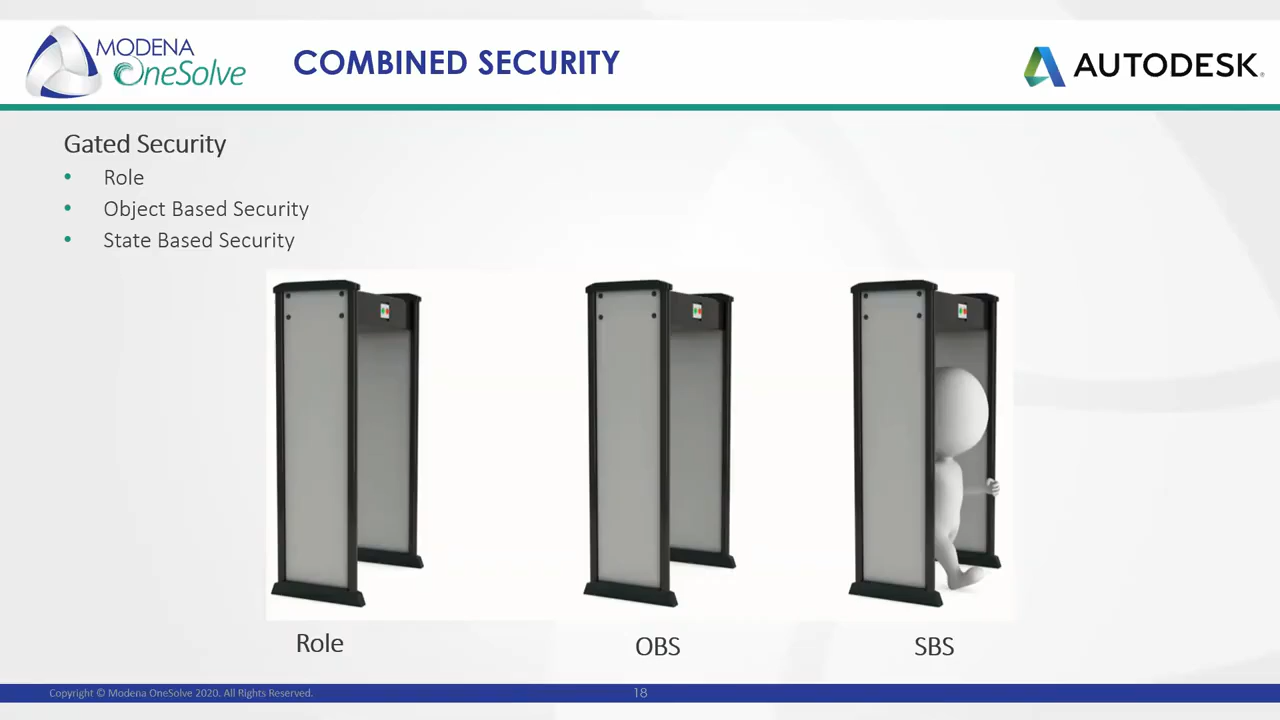 MODENA
OneSolve
COMBINED SECURITY
AUTODESK®
Gated Security
• Role
• Object Based Security
• State Based Security
Role
OBS
SBS
Copyright © Modena OneSolve 2020. All Rights Reserved.
18